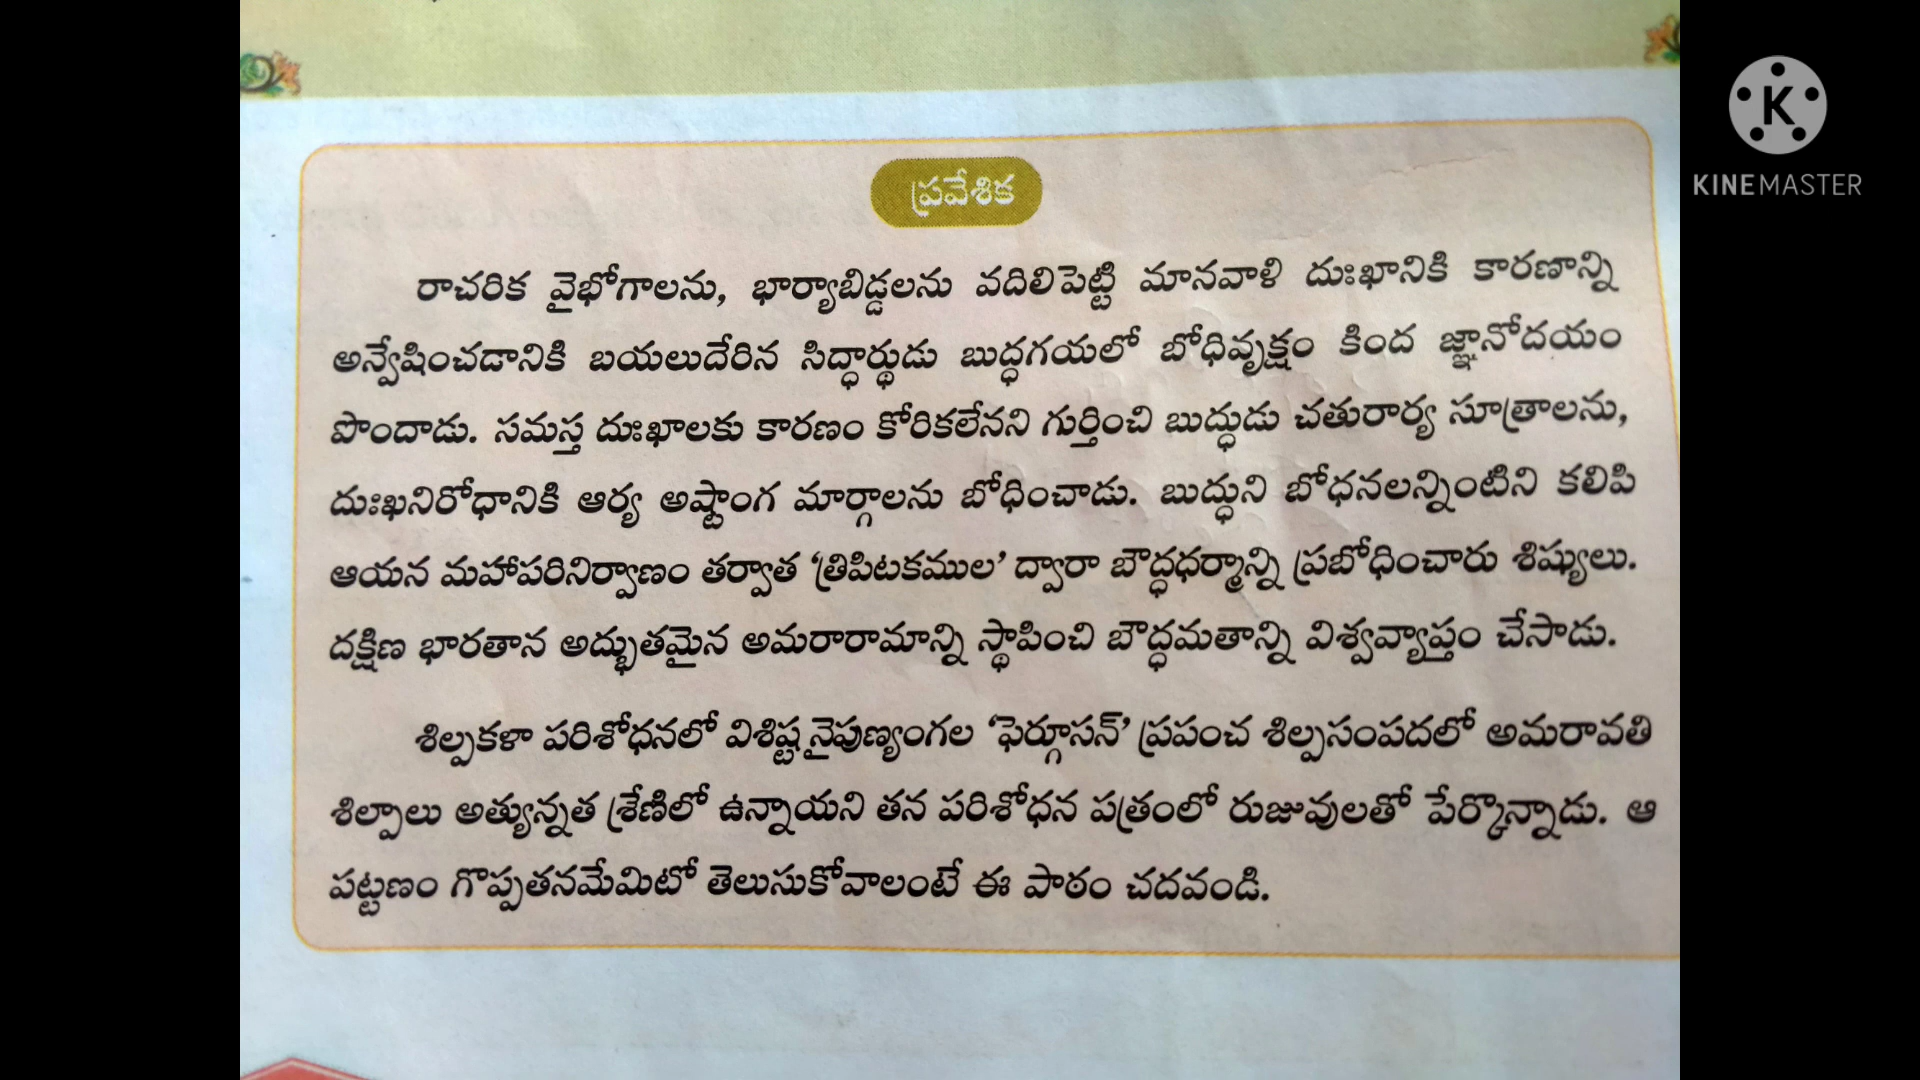 ప్రవేశిక
రాచరిక వైభోగాలను, భార్యాబిడ్డలను వదిలిపెట్టి మానవాళి దుఃఖానికి కారణాన్ని
అన్వేషించడానికి బయలుదేరిన సిద్ధార్థుడు బుద్ధగయలో బోధివృక్షం కింద జ్ఞానోదయం
పొందాడు. సమస్త దుఃఖాలకు కారణం కోరికలేనని గుర్తించి బుద్ధుడు చతురార్య సూత్రాలను,
దుఃఖనిరోధానికి ఆర్య అష్టాంగ మార్గాలను బోధించాడు. బుద్ధుని బోధనలన్నింటిని కలిపి
ఆయన మహాపరినిర్వాణం తర్వాత ‘త్రిపిటకముల’ ద్వారా బౌద్ధధర్మాన్ని ప్రబోధించారు శిష్యులు.
దక్షిణ భారతాన అద్భుతమైన అమరారామాన్ని స్థాపించి బౌద్ధమతాన్ని విశ్వవ్యాప్తం చేసాడు.
శిల్పకళా పరిశోధనలో విశిష్ట నైపుణ్యంగల ‘ఫెర్గూసన్’ ప్రపంచ శిల్పసంపదలో అమరావతి
శిల్పాలు అత్యున్నత శ్రేణిలో ఉన్నాయని తన పరిశోధన పత్రంలో రుజువులతో పేర్కొన్నాడు. ఆ
పట్టణం గొప్పతనమేమిటో తెలుసుకోవాలంటే ఈ పాఠం చదవండి.
K
KINEMASTER